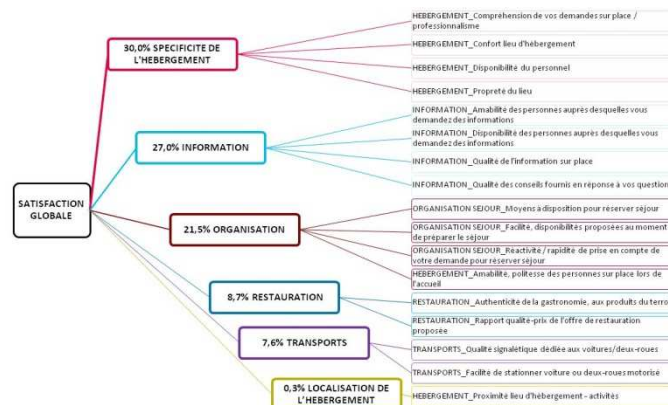 SATISFACTION
GLOBALE
30,0% SPECIFICITE DE
L'HEBERGEMENT
HEBERGEMENT_Compréhension de vos demandes sur place /
professionnalisme
HEBERGEMENT_Confort lieu d'hébergement
HEBERGEMENT_Disponibilité du personnel
HEBERGEMENT_Propreté du lieu
27,0% INFORMATION
INFORMATION_Amabilité des personnes auprès desquelles vous
demandez des informations
INFORMATION_Disponibilité des personnes auprès desquelles vous
demandez des informations
INFORMATION_Qualité de l'information sur place
INFORMATION_Qualité des conseils fournis en réponse à vos question
21,5% ORGANISATION
ORGANISATION SEJOUR_Moyens à disposition pour réserver séjour
ORGANISATION SEJOUR_Facilité, disponibilités proposées au moment
de préparer le séjour
ORGANISATION SEJOUR_Réactivité / rapidité de prise en compte de
votre demande pour réserver séjour
HEBERGEMENT_Amabilité, politesse des personnes sur place lors de
l'accueil
8,7% RESTAURATION
RESTAURATION_Authenticité de la gastronomie, aux produits du terro
RESTAURATION_Rapport qualité-prix de l'offre de restauration
proposée
7,6% TRANSPORTS
TRANSPORTS_Qualité signalétique dédiée aux voitures/deux-roues
TRANSPORTS_Facilité de stationner voiture ou deux-roues motorisé
0,3% LOCALISATION DE
L'HEBERGEMENT
HEBERGEMENT_Proximité lieu d'hébergement - activités